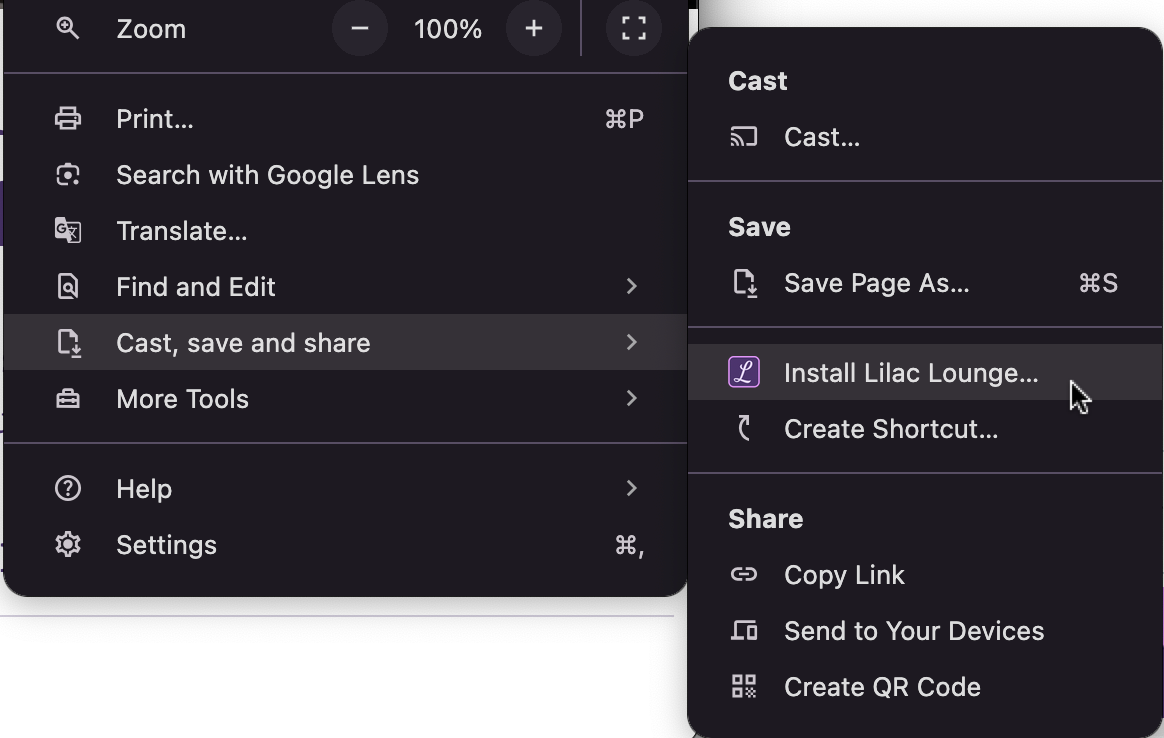 Zoom − 100% +
Print... ⌘P
Search with Google Lens
Translate...
Find and Edit
Cast, save and share
More Tools
Help
Settings ⌘,
Cast
Cast...
Save
Save Page As... ⌘S
Install Lilac Lounge...
Create Shortcut...
Share
Copy Link
Send to Your Devices
Create QR Code